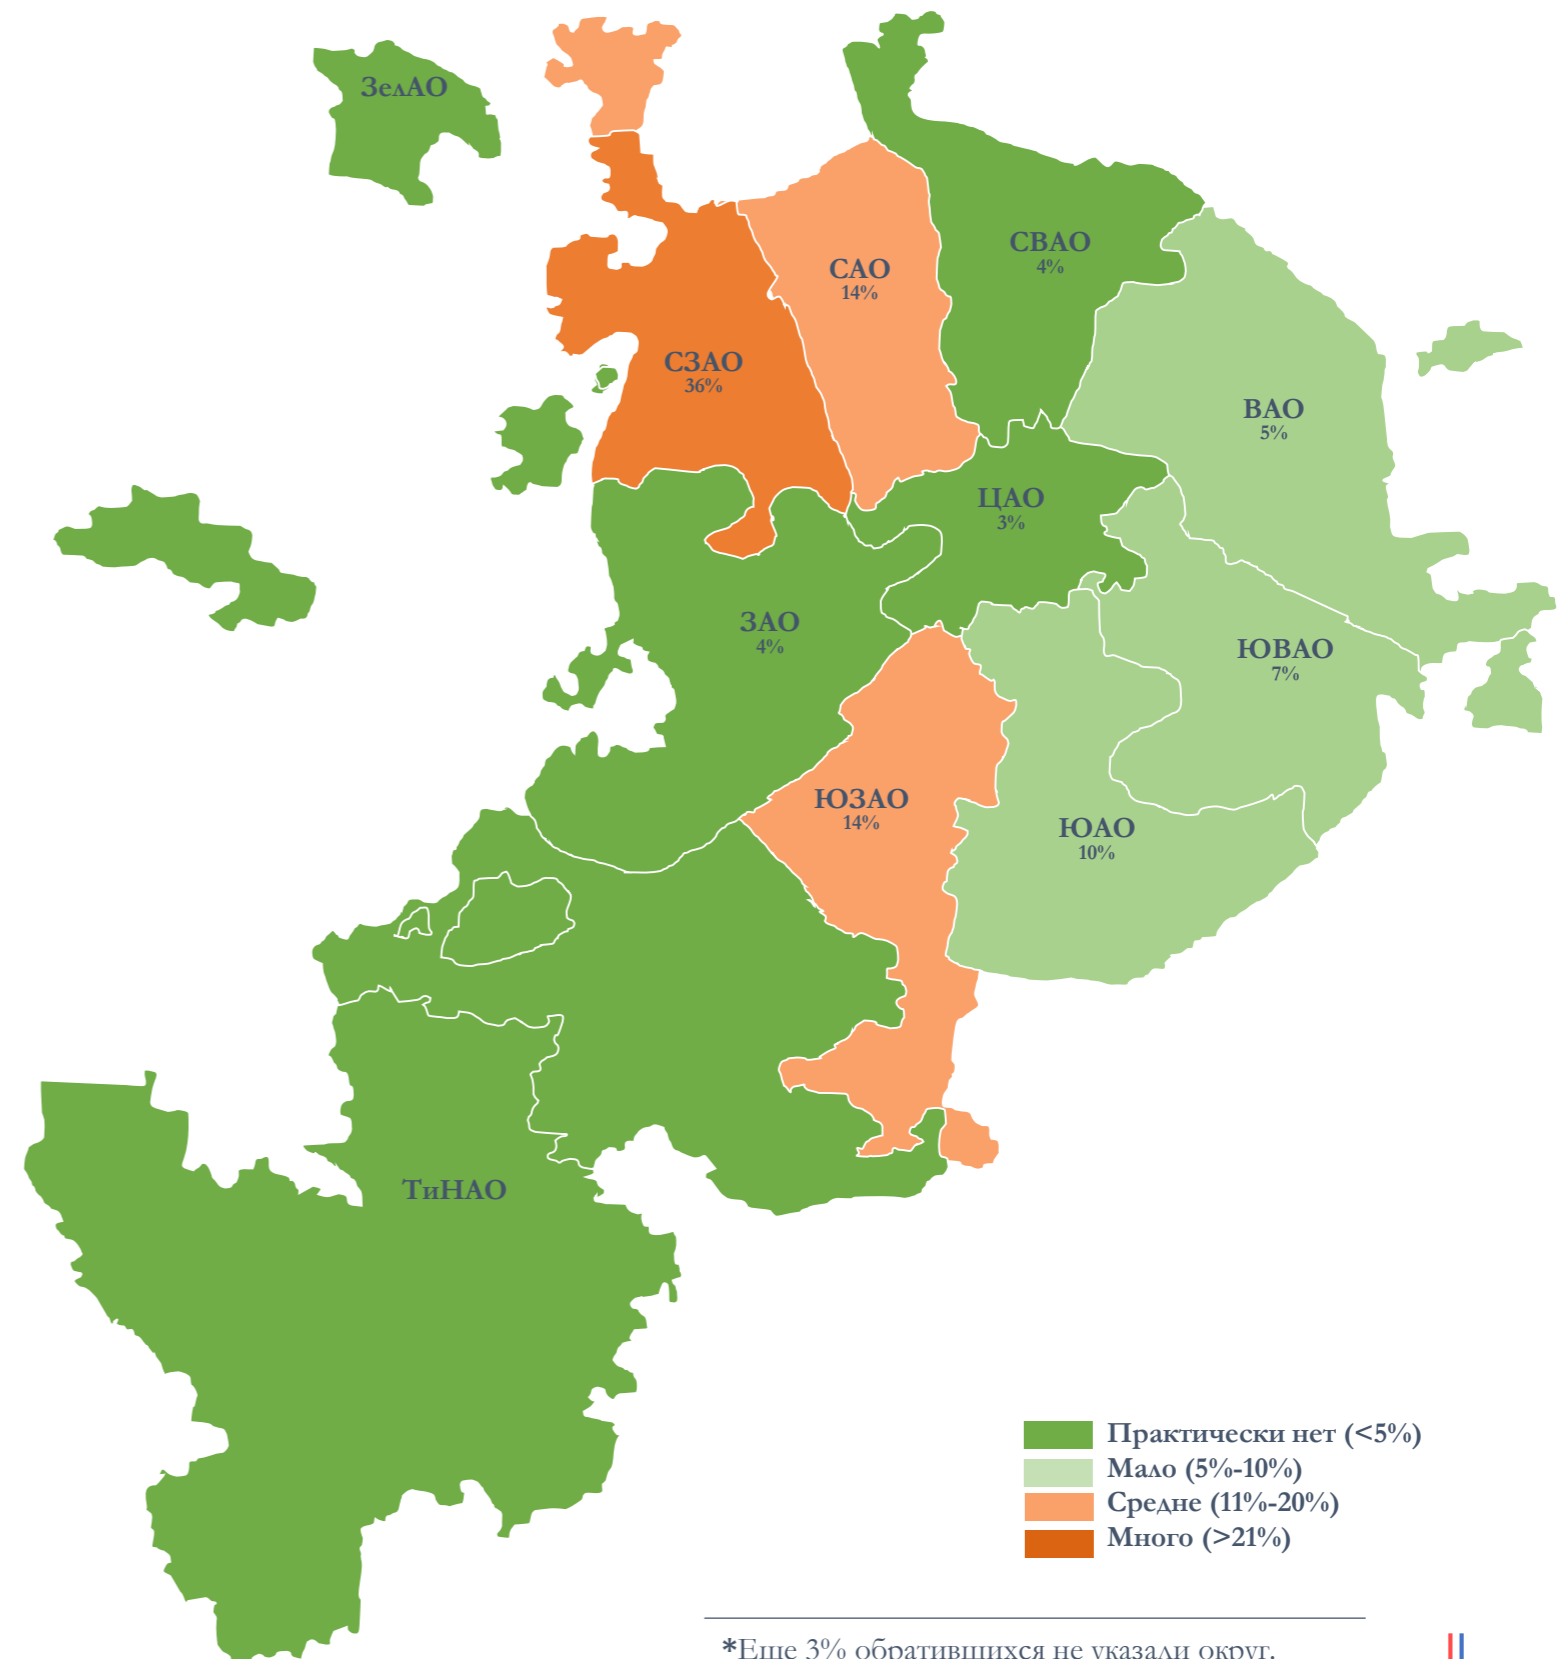 ЗелАО
СВАО
4%
САО
14%
СЗАО
36%
ВАО
5%
ЦАО
3%
ЗАО
4%
ЮВАО
7%
ЮЗАО
14%
ЮАО
10%
ТиНАО
Практически нет (<5%)
Мало (5%-10%)
Средне (11%-20%)
Много (>21%)
*Еще 3% обратившихся не указали округ.